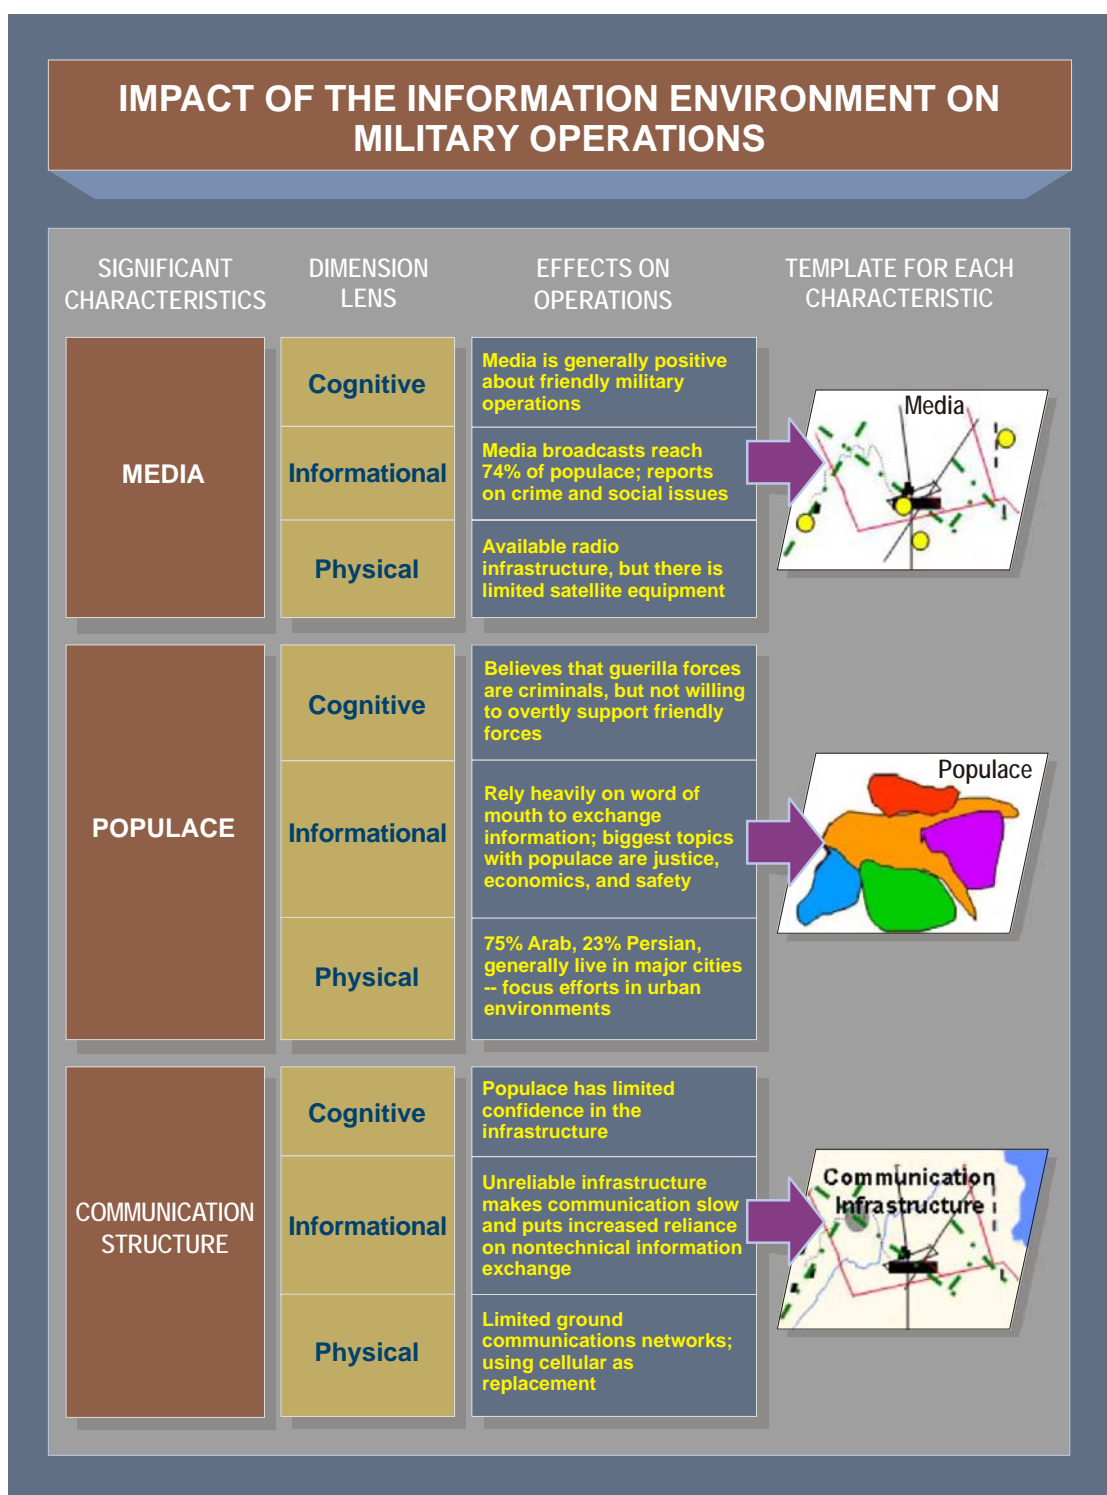 IMPACT OF THE INFORMATION ENVIRONMENT ON
MILITARY OPERATIONS
SIGNIFICANT
CHARACTERISTICS
DIMENSION
LENS
EFFECTS ON
OPERATIONS
TEMPLATE FOR EACH
CHARACTERISTIC
MEDIA
Cognitive
Media is generally positive
about friendly military
operations
Informational
Media broadcasts reach
74% of populace; reports
on crime and social issues
Physical
Available radio
infrastructure, but there is
limited satellite equipment
Media
POPULACE
Cognitive
Believes that guerilla forces
are criminals, but not willing
to overtly support friendly
forces
Informational
Rely heavily on word of
mouth to exchange
information; biggest topics
with populace are justice,
economics, and safety
Physical
75% Arab, 23% Persian,
generally live in major cities
-- focus efforts in urban
environments
Populace
COMMUNICATION
STRUCTURE
Cognitive
Populace has limited
confidence in the
infrastructure
Informational
Unreliable infrastructure
makes communication slow
and puts increased reliance
on nontechnical information
exchange
Physical
Limited ground
communications networks;
using cellular as
replacement
Communication
Infrastructure